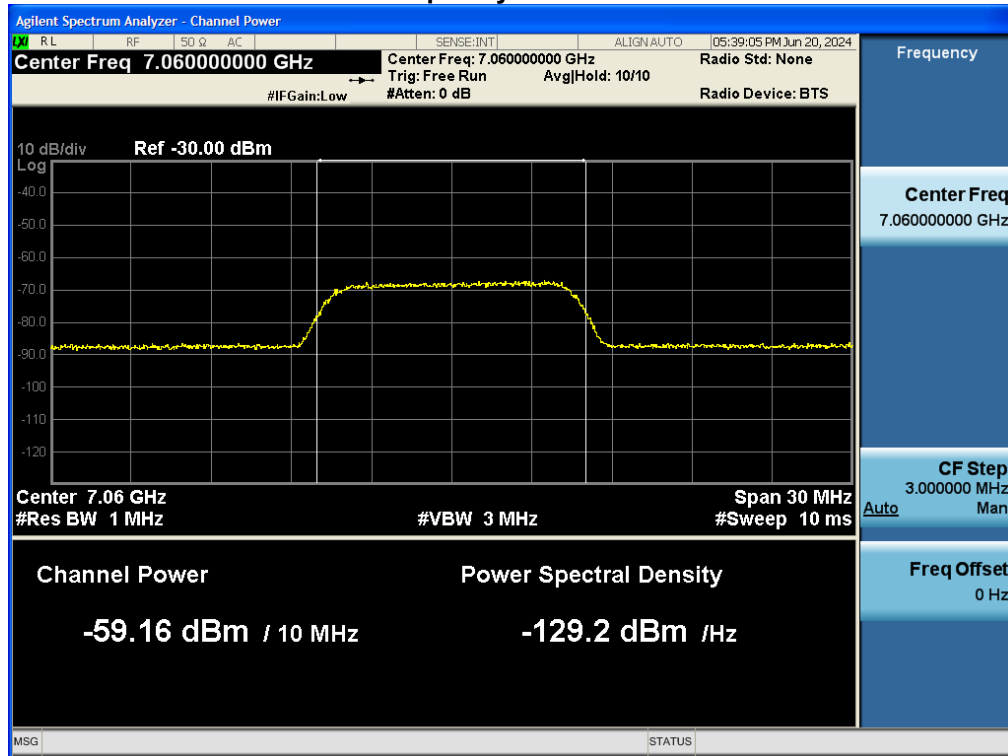 Agilent Spectrum Analyzer - Channel Power
LXI RL RF 50 Ω AC SENSE:INT ALIGN AUTO 05:39:05 PM Jun 20, 2024
Center Freq 7.060000000 GHz
Center Freq: 7.060000000 GHz
Radio Std: None
Trig: Free Run Avg|Hold: 10/10
#IFGain:Low #Atten: 0 dB Radio Device: BTS
10 dB/div Ref -30.00 dBm
Log
-40.0
-50.0
-60.0
-70.0
-80.0
-90.0
-100
-110
-120
Center 7.06 GHz Span 30 MHz
#Res BW 1 MHz #VBW 3 MHz #Sweep 10 ms
Channel Power Power Spectral Density
-59.16 dBm / 10 MHz -129.2 dBm /Hz
MSG STATUS
Frequency
Center Freq
7.060000000 GHz
CF Step
3.000000 MHz
Auto Man
Freq Offset
0 Hz